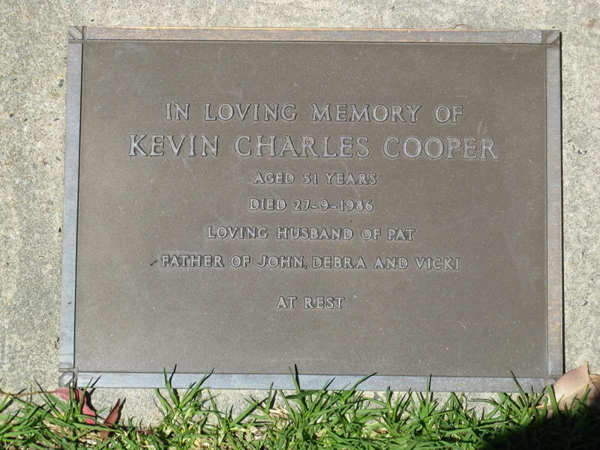 IN LOVING MEMORY OF
KEVIN CHARLES COOPER
AGED 51 YEARS
DIED 27-9-1986
LOVING HUSBAND OF PAT
FATHER OF JOHN, DEBRA AND VICKI
AT REST